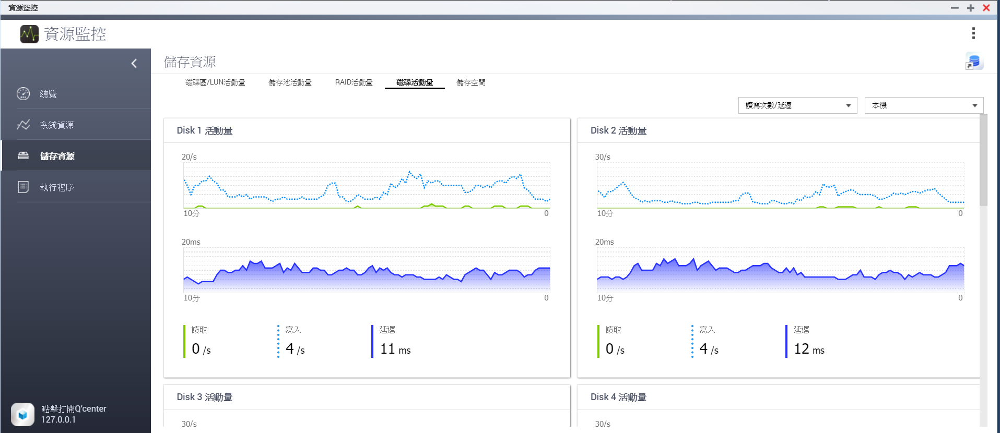 資源監控
資源監控
總覽
系統資源
儲存資源
執行程序
點擊打開Q'center
127.0.0.1
儲存資源
磁碟區/LUN活動量 儲存池活動量 RAID活動量 磁碟活動量 儲存空間
讀寫次數/延遲 本機
Disk 1 活動量
20/s
10分 0
20ms
10分 0
讀取 寫入 延遲
0 /s 4 /s 11 ms
Disk 2 活動量
30/s
10分 0
20ms
10分 0
讀取 寫入 延遲
0 /s 4 /s 12 ms
Disk 3 活動量
30/s
Disk 4 活動量
30/s